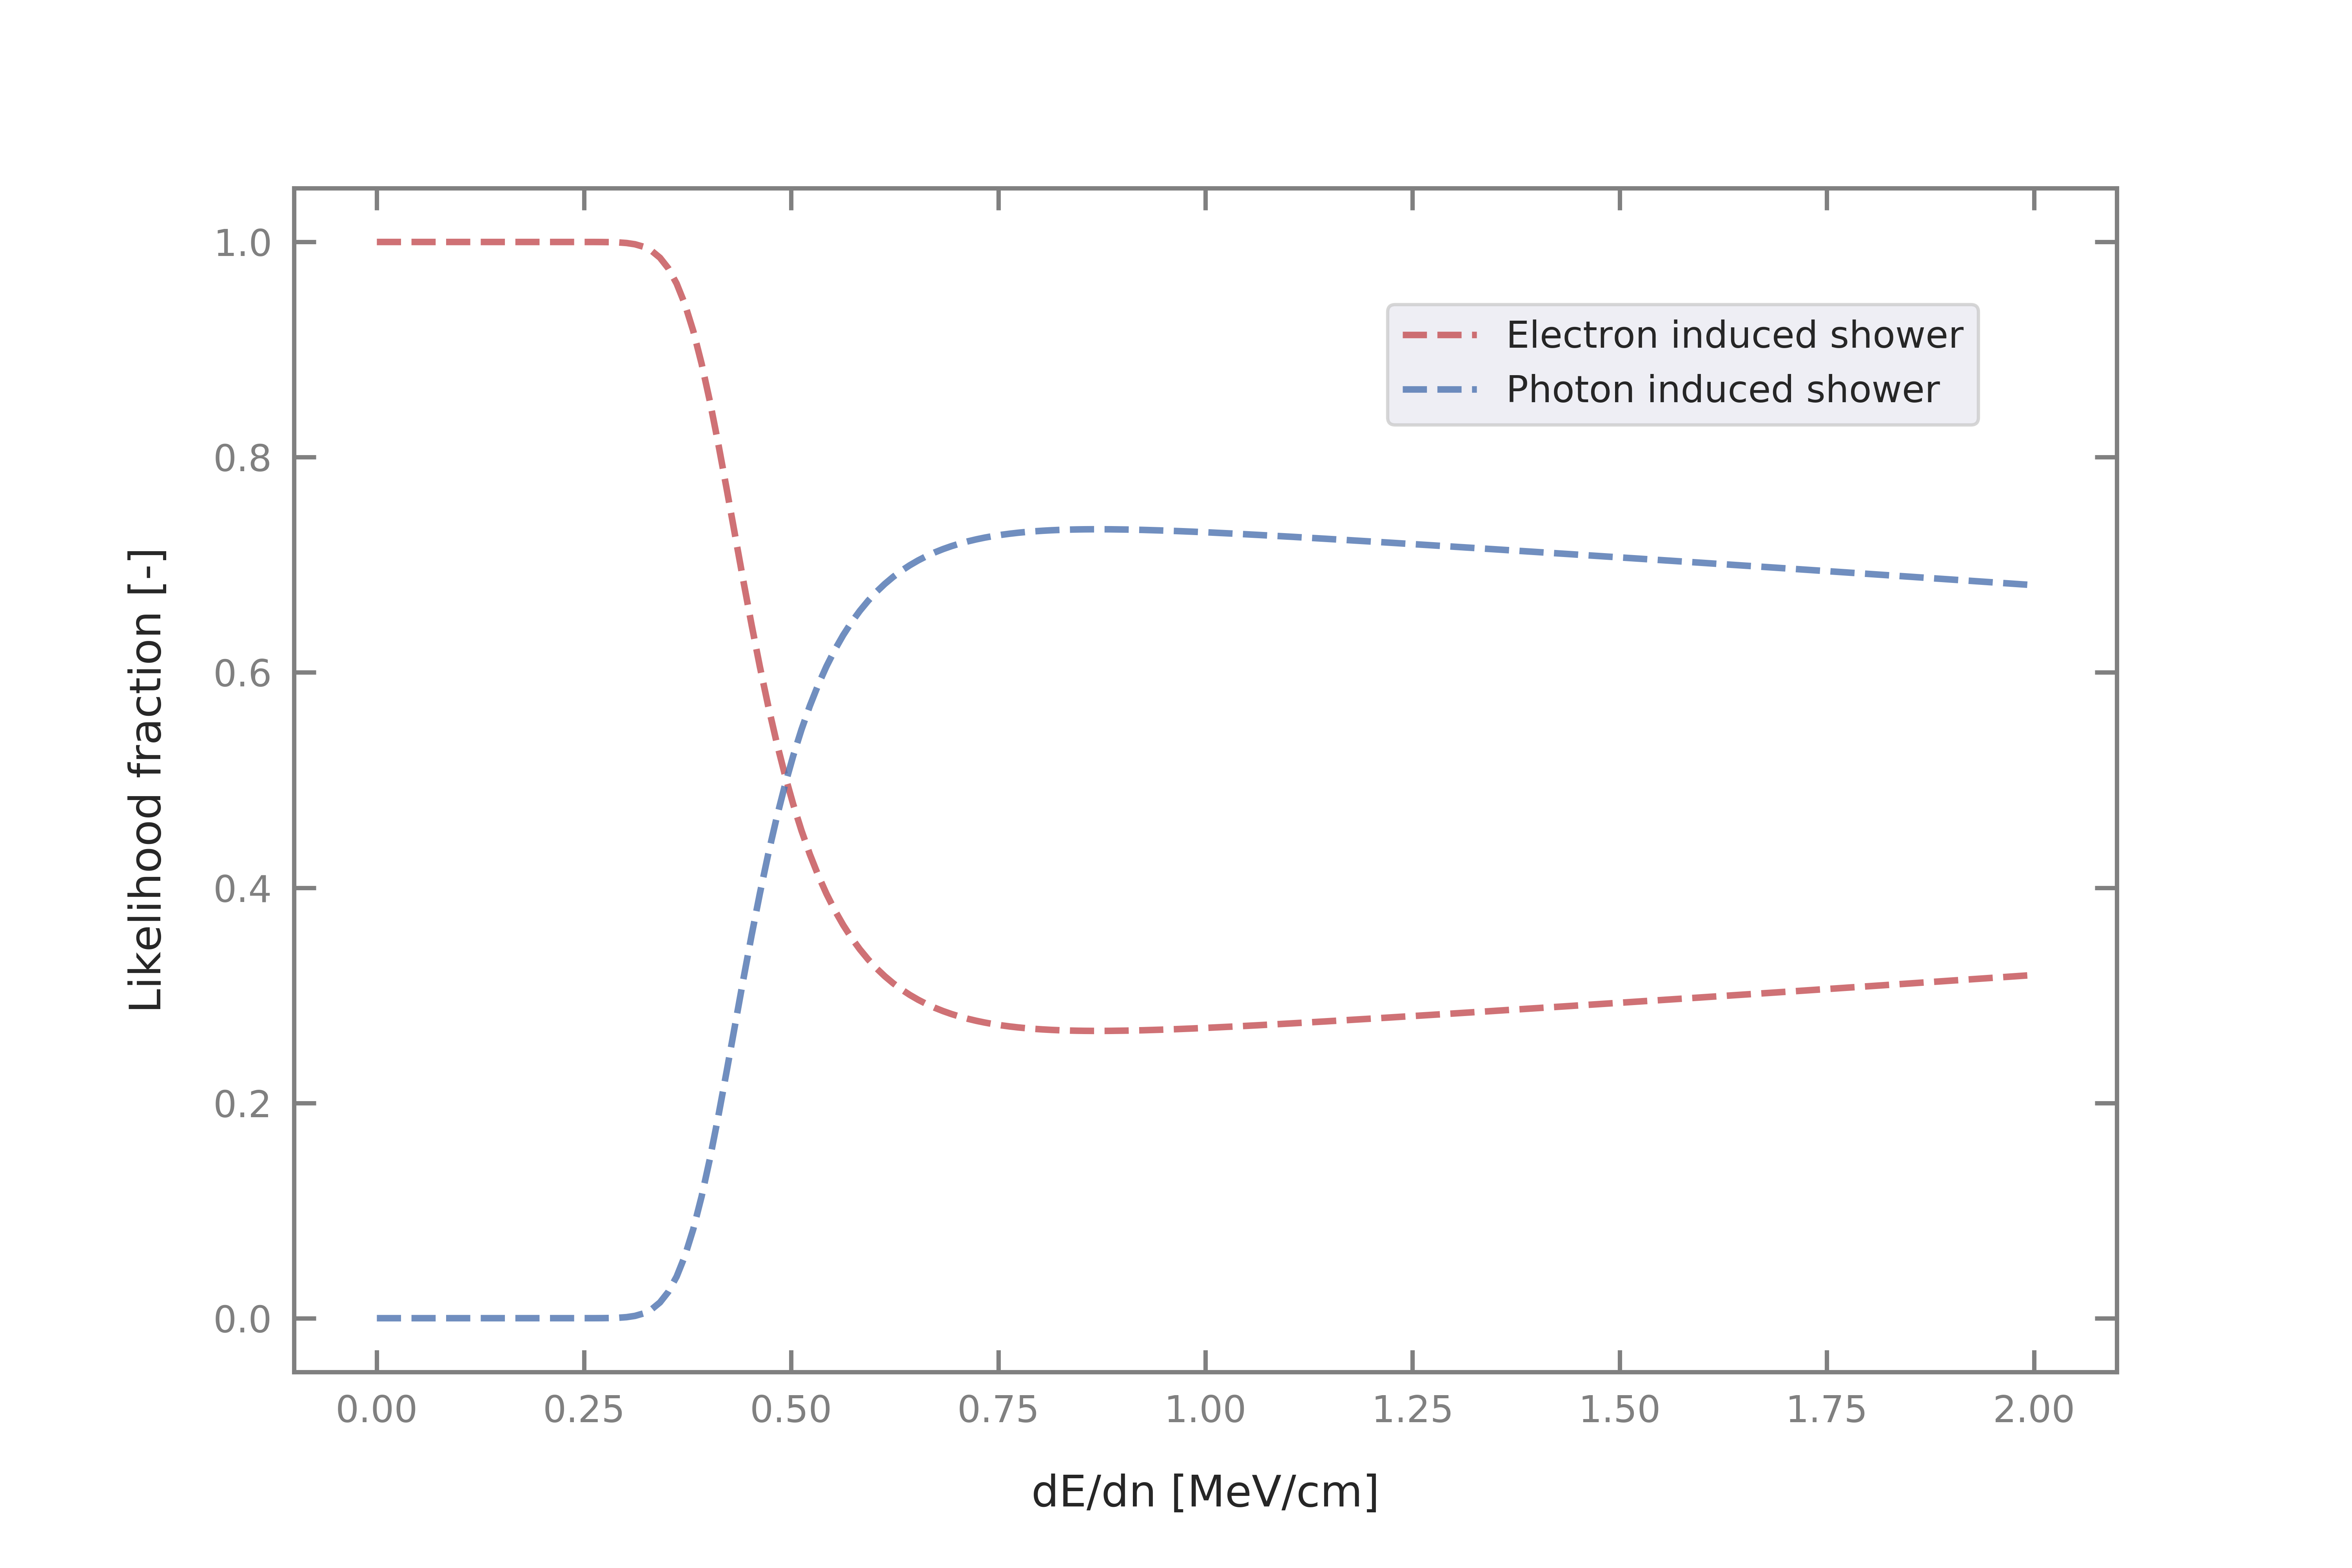 Electron induced shower
Photon induced shower
Likelihood fraction [-]
1.0
0.8
0.6
0.4
0.2
0.0
0.00 0.25 0.50 0.75 1.00 1.25 1.50 1.75 2.00
dE/dn [MeV/cm]